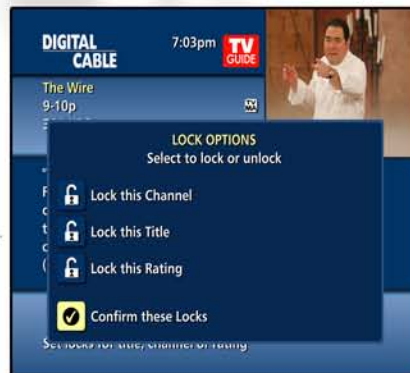 DIGITAL
CABLE
7:03pm
TV
GUIDE
The Wire
9-10p
LOCK OPTIONS
Select to lock or unlock
Lock this Channel
Lock this Title
Lock this Rating
Confirm these Locks
Set locks for title, channel or rating